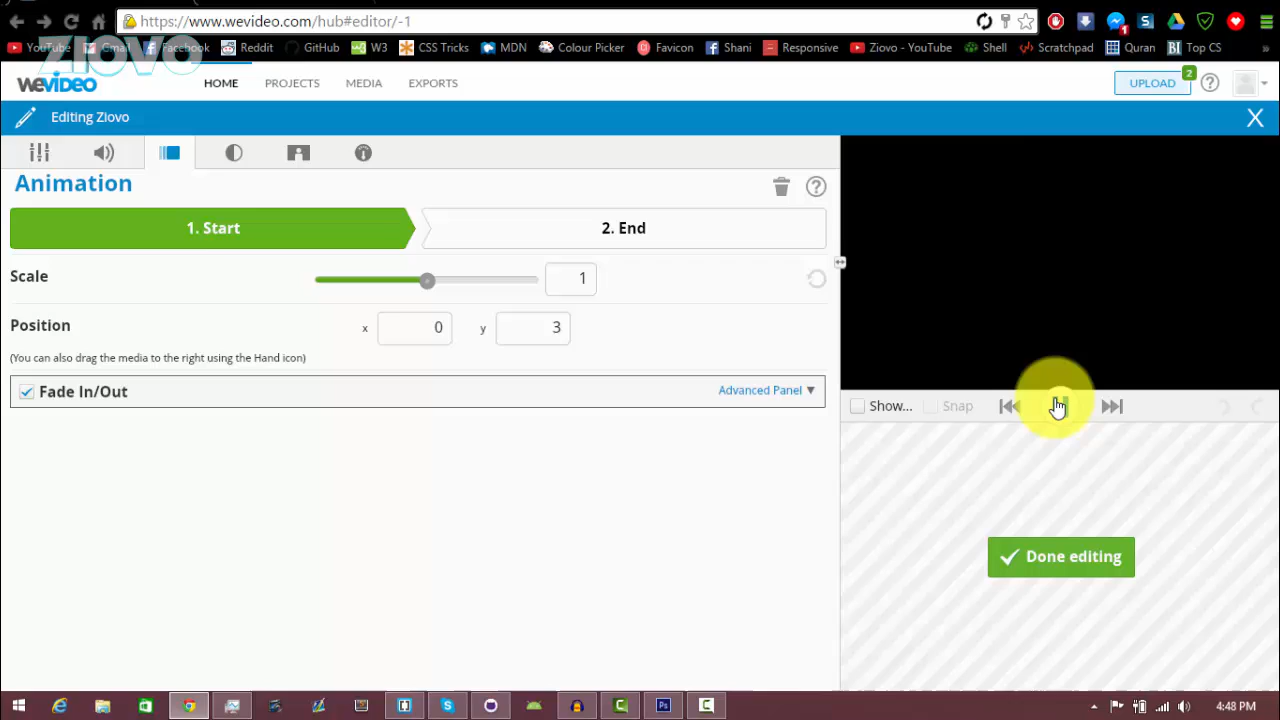 https://www.wevideo.com/hub#editor/-1
YouTube Gmail Facebook Reddit GitHub W3 CSS Tricks MDN Colour Picker Favicon Shani Responsive Ziovo - YouTube Shell Scratchpad Quran Top CS »
ZIOVO
wevideo HOME PROJECTS MEDIA EXPORTS UPLOAD 2
Editing Ziovo
Animation
1. Start 2. End
Scale 1
Position x 0 y 3
(You can also drag the media to the right using the Hand icon)
Fade In/Out Advanced Panel
Show... Snap
Done editing
4:48 PM